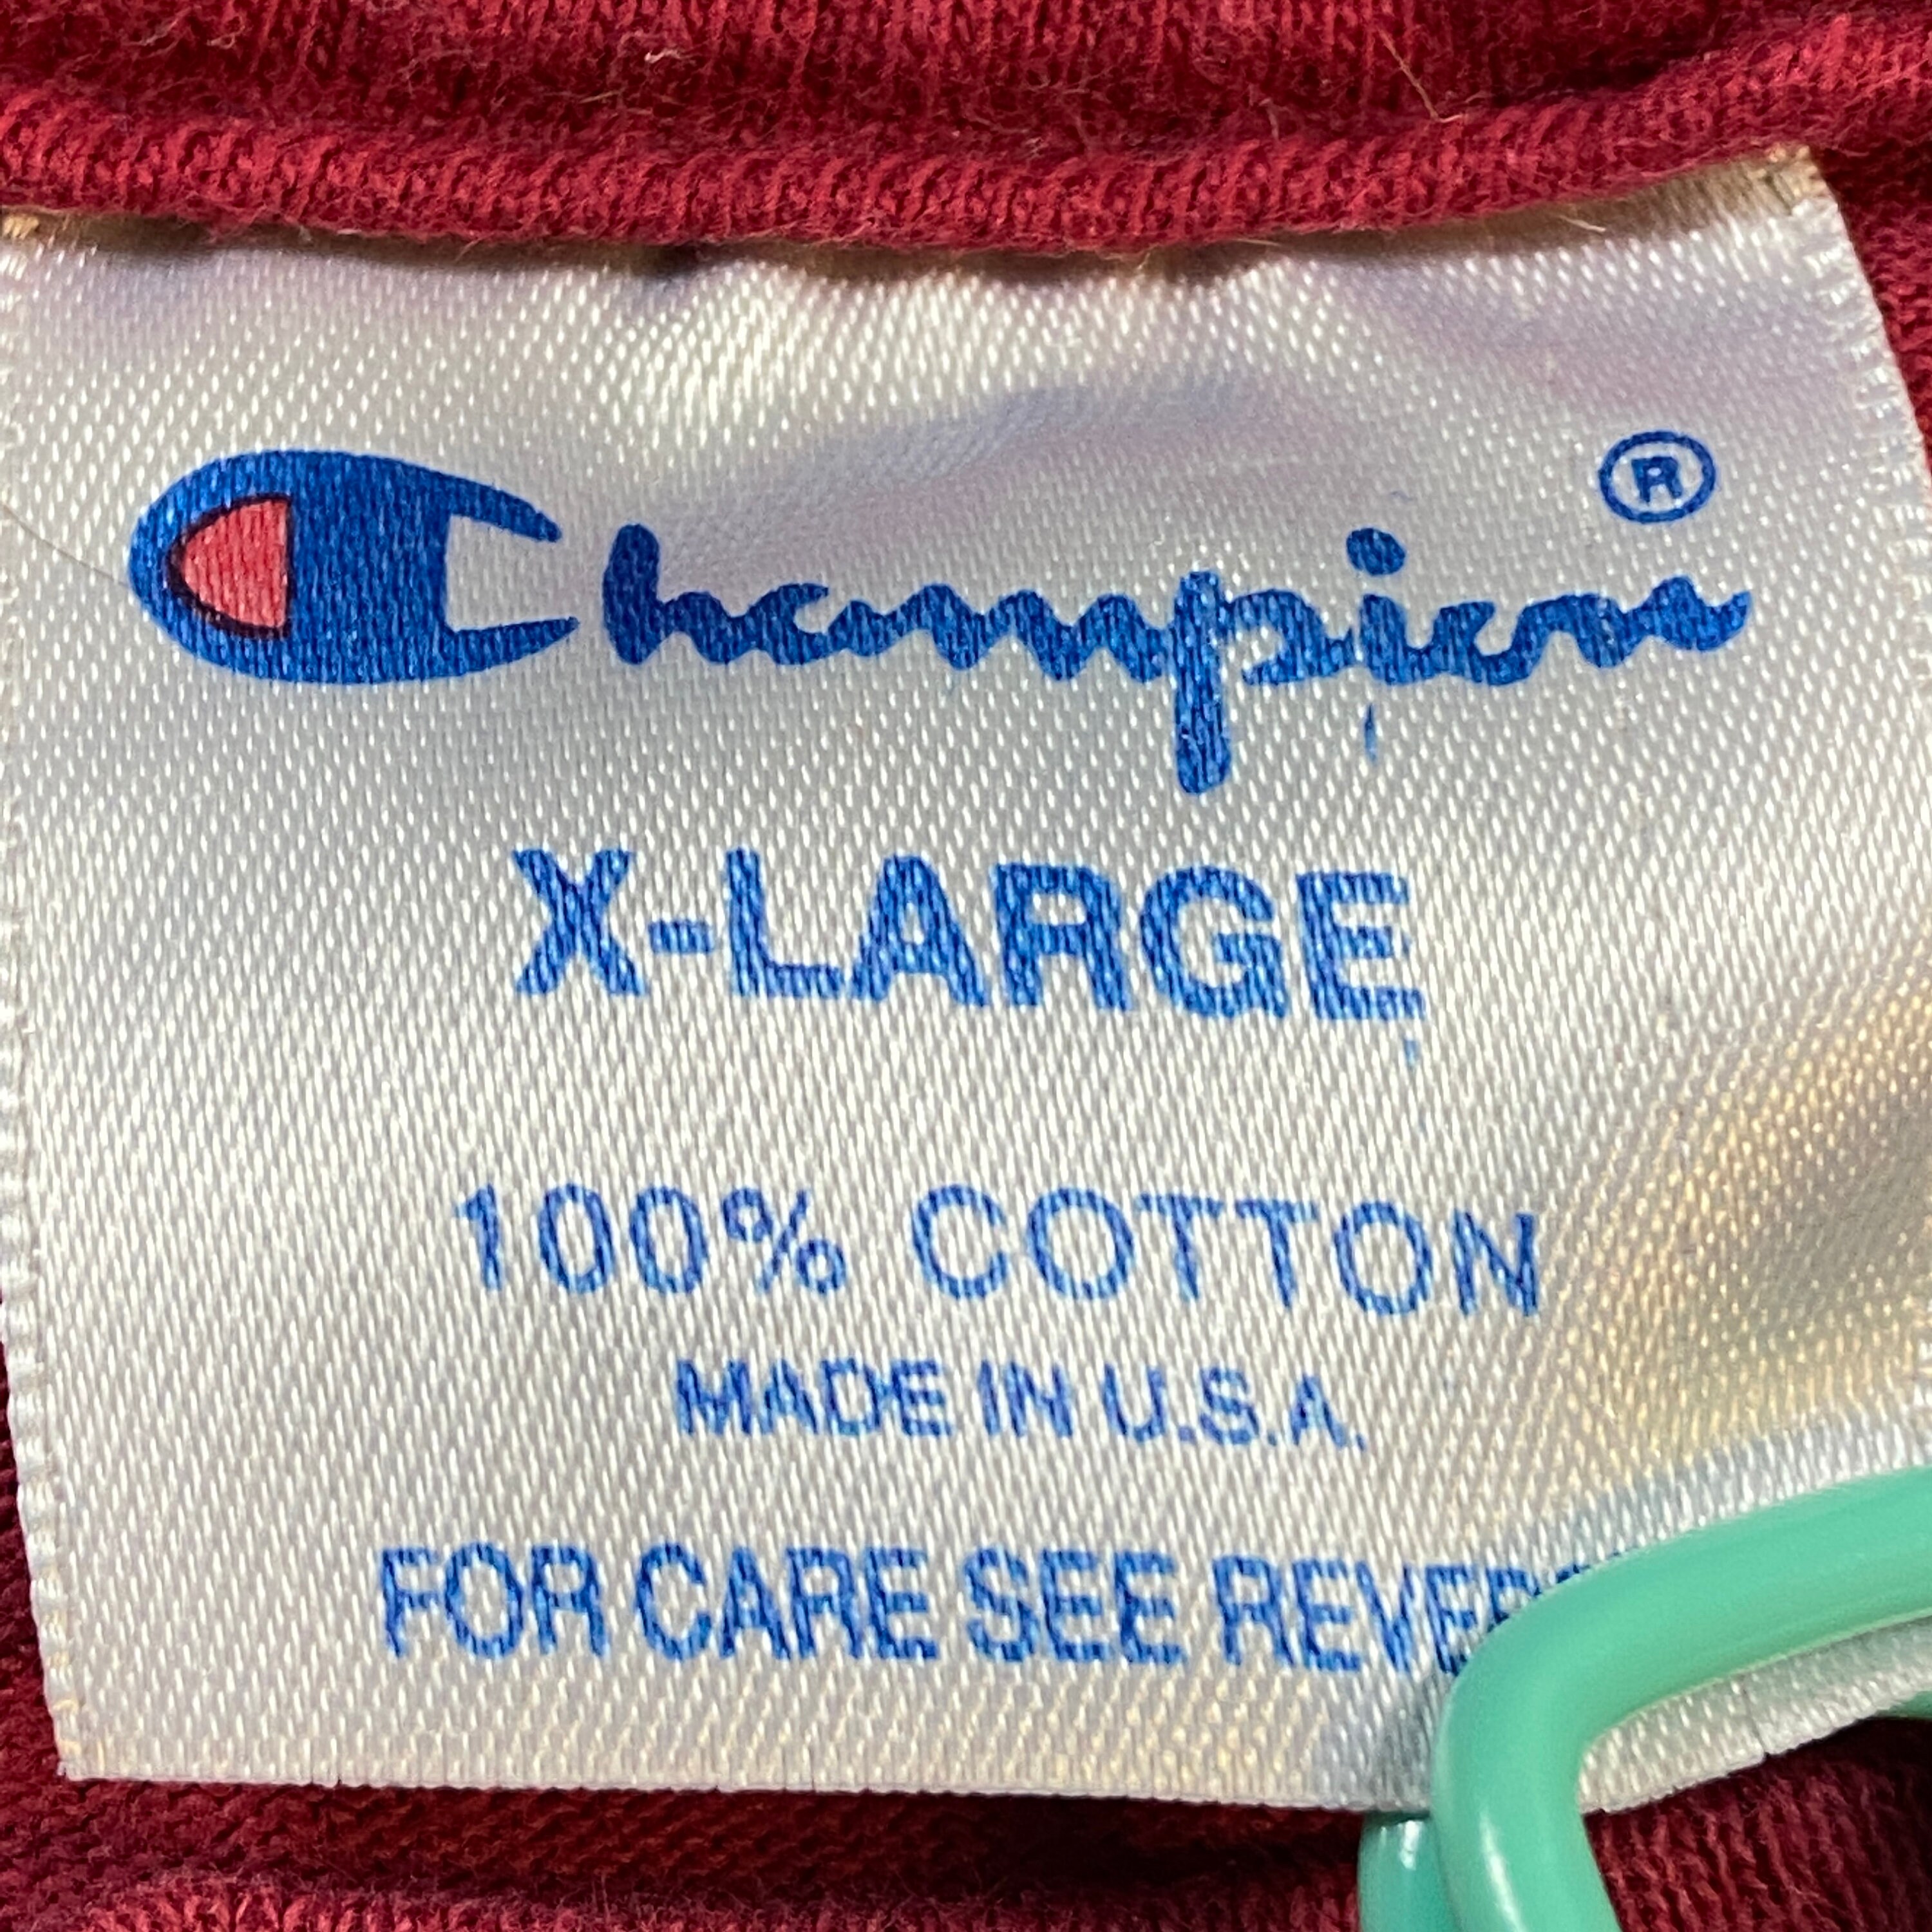 Champion®
X-LARGE
100% COTTON
MADE IN U.S.A.
FOR CARE SEE